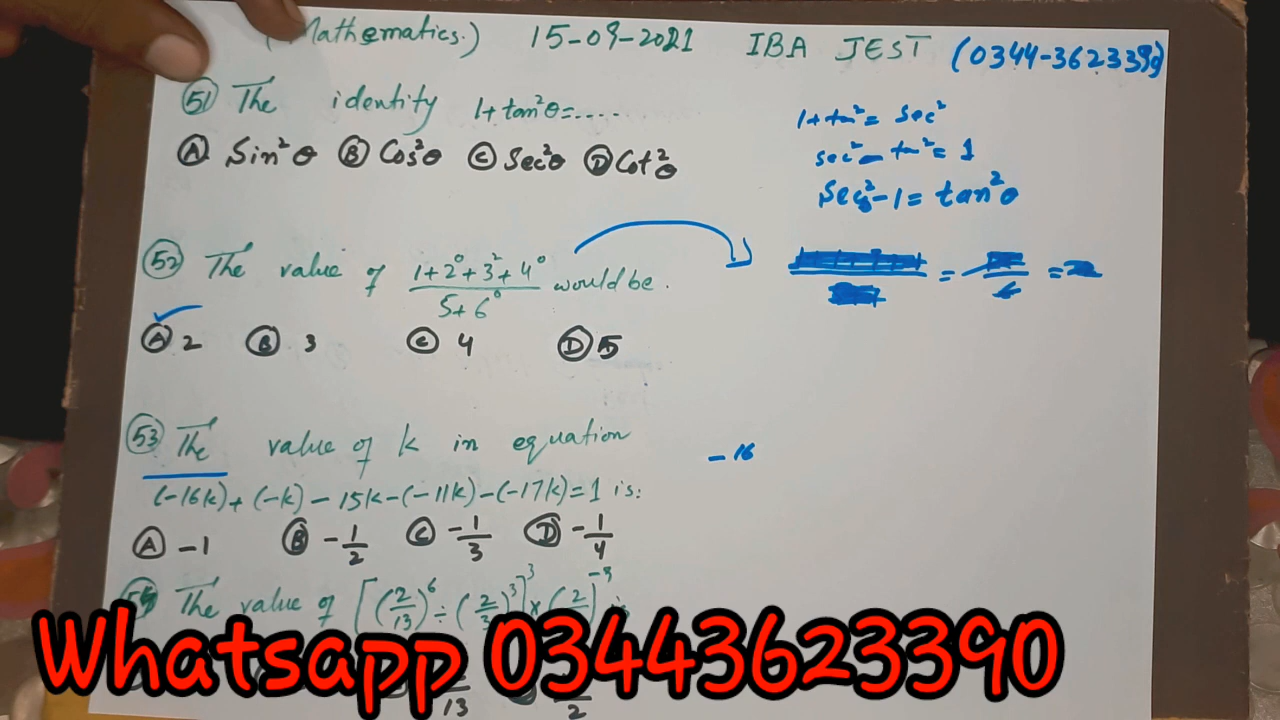 (Mathematics.) 15-09-2021 IBA JEST (0344-3623390)
51 The identity 1+tan²θ=.....
A Sin²θ B Cos²θ C Sec²θ D Cot²θ
1+tan²= sec²
sec²- tan²= 1
Sec²θ-1= tan²θ
52 The value of (1+2⁰+3²+4⁰)/(5+6⁰) would be.
A 2 B 3 C 4 D 5
53 The value of k in equation
(-16k)+(-k)-15k-(-11k)-(-17k)=1 is:
-16
A -1 B -1/2 C -1/3 D -1/4
54 The value of
Whatsapp 03443623390